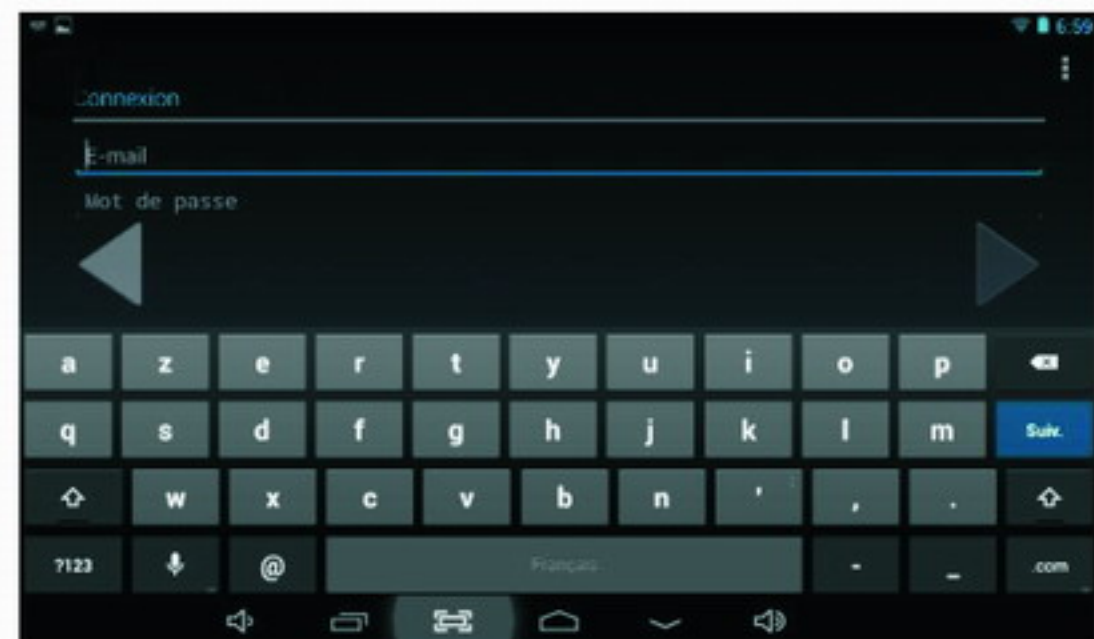 6:59
Connexion
E-mail
Mot de passe
a z e r t y u i o p
q s d f g h j k l m Suiv.
w x c v b n ' , .
?123 @ Français - _ .com